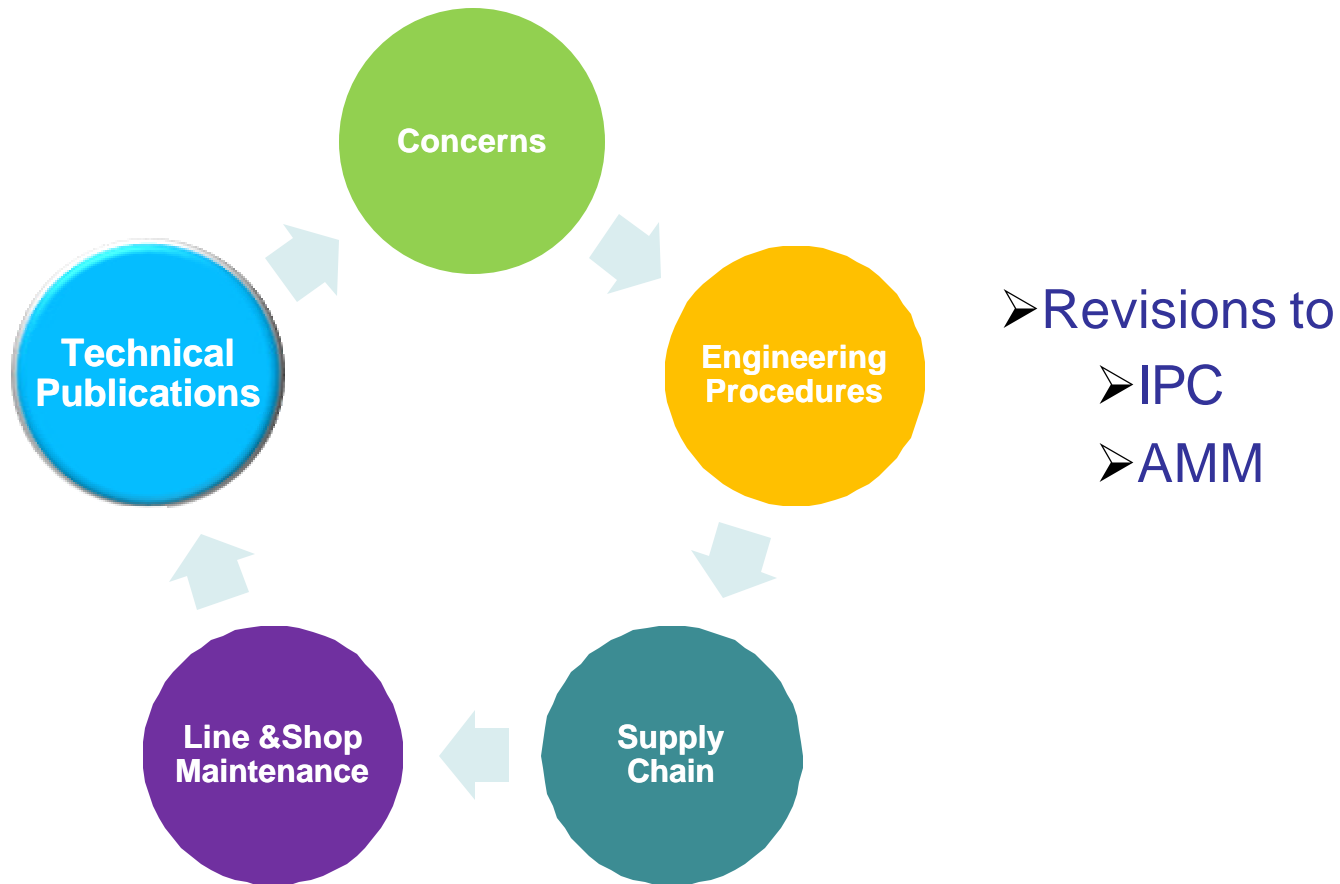 Concerns
Technical
Publications
Engineering
Procedures
Line &Shop
Maintenance
Supply
Chain
➢Revisions to
➢IPC
➢AMM